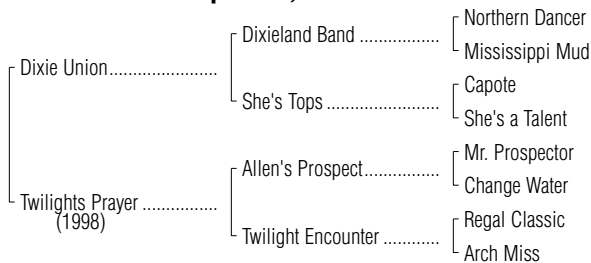 Northern Dancer
Dixieland Band ..................
Mississippi Mud
Dixie Union........................
Capote
She's Tops .........................
She's a Talent
Mr. Prospector
Allen's Prospect.................
Change Water
Twilights Prayer .................
(1998)
Regal Classic
Twilight Encounter ............
Arch Miss